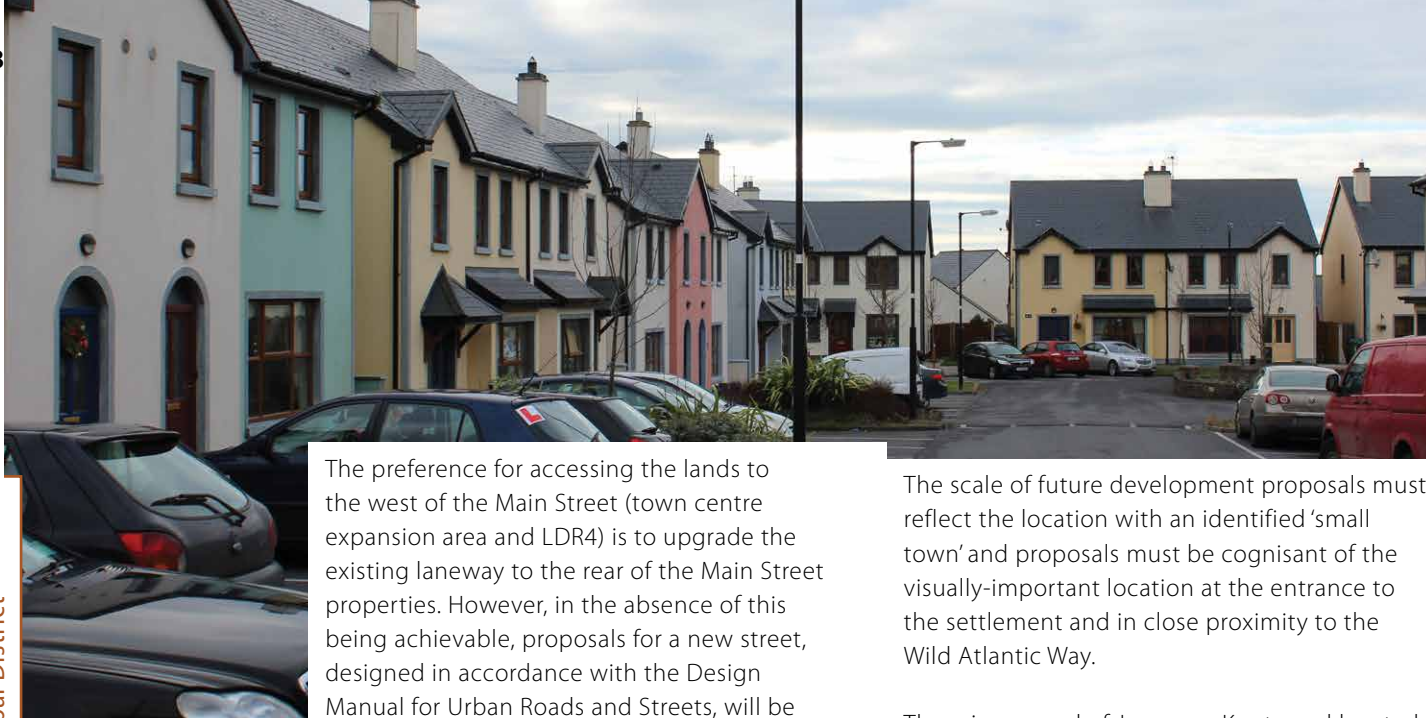 The preference for accessing the lands to
the west of the Main Street (town centre
expansion area and LDR4) is to upgrade the
existing laneway to the rear of the Main Street
properties. However, in the absence of this
being achievable, proposals for a new street,
designed in accordance with the Design
Manual for Urban Roads and Streets, will be
The scale of future development proposals must
reflect the location with an identified ‘small
town’ and proposals must be cognisant of the
visually-important location at the entrance to
the settlement and in close proximity to the
Wild Atlantic Way.
District
L